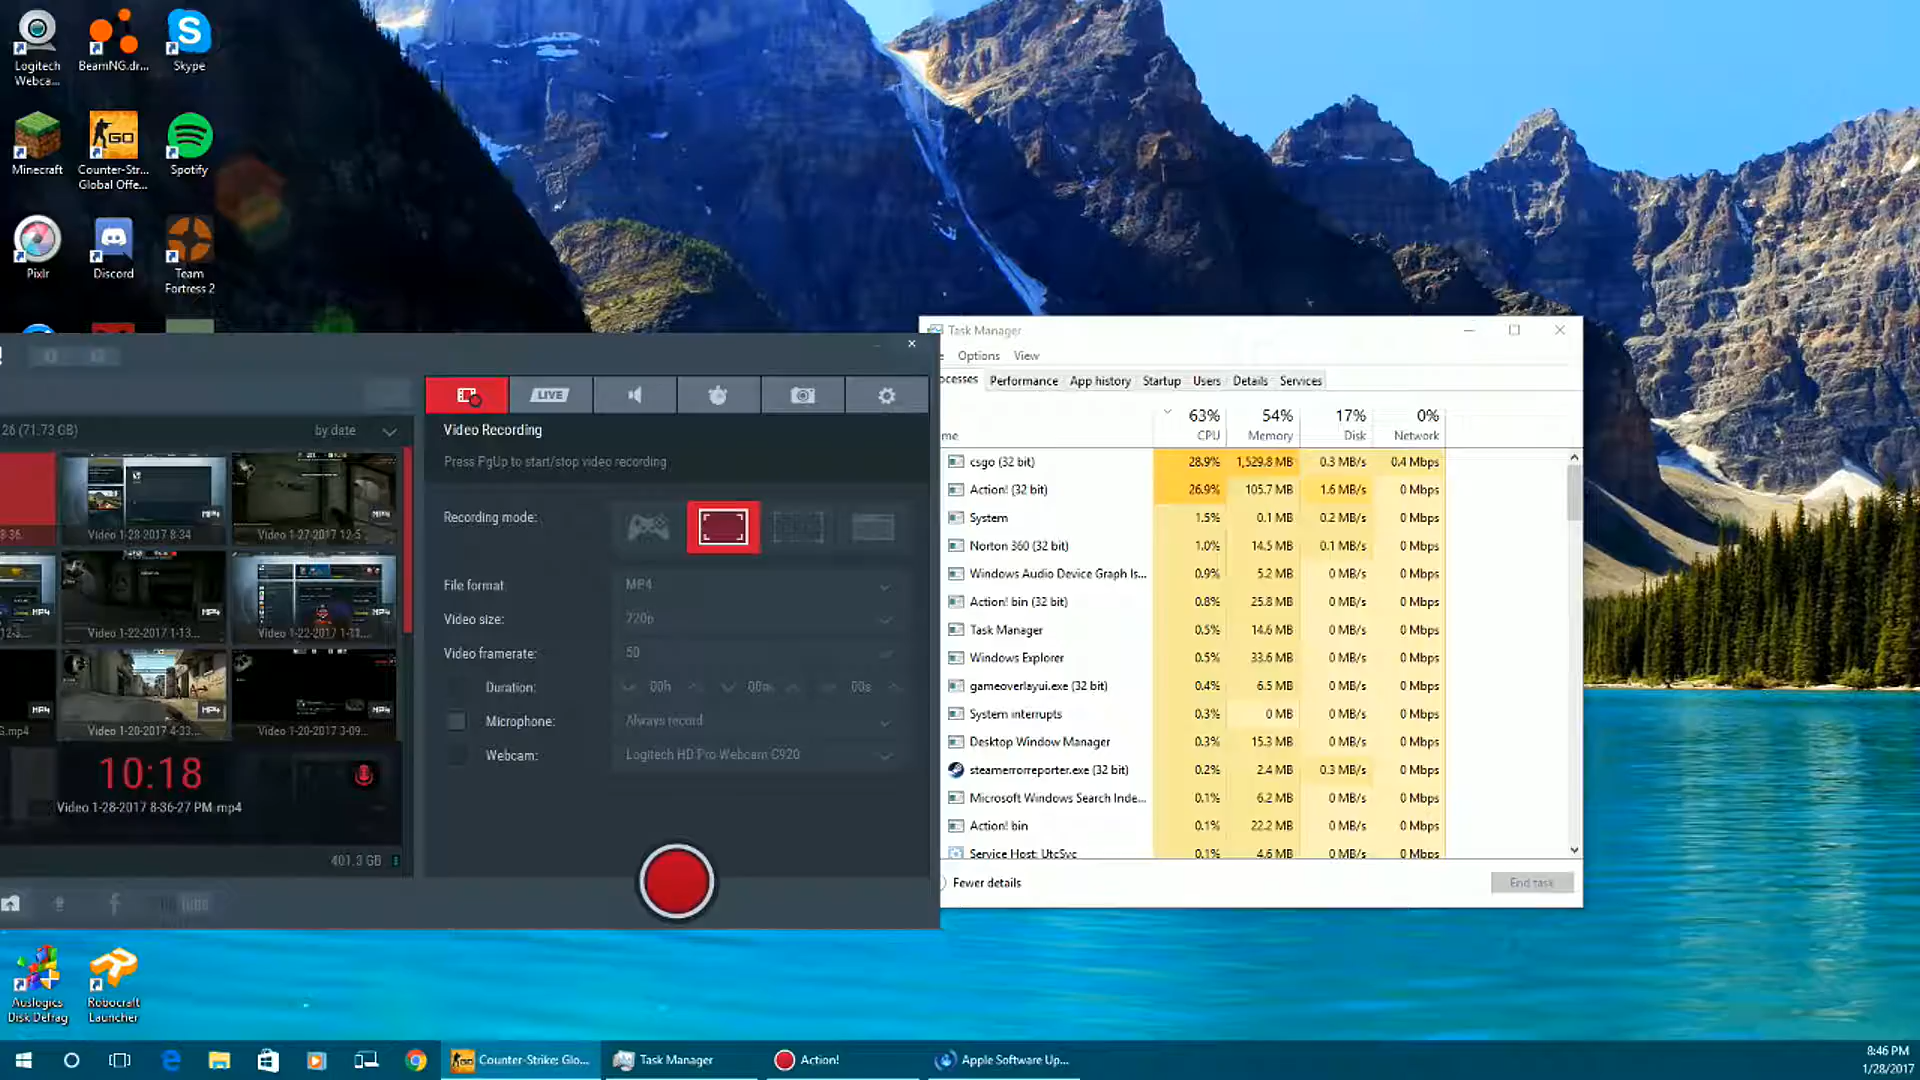 Logitech
Webca...
BeamNG.dr...
Skype
Minecraft
GO
Counter-Str...
Global Offe...
Spotify
Pixlr
Discord
Team
Fortress 2
Task Manager
Options
View
Performance
App history
Startup
Users
Details
Services
63%
54%
17%
0%
CPU
Memory
Disk
Network
csgo (32 bit)
28.9%
1,529.8 MB
0.3 MB/s
0.4 Mbps
Action! (32 bit)
26.9%
105.7 MB
1.6 MB/s
0 Mbps
System
1.5%
0.1 MB
0.2 MB/s
0 Mbps
Norton 360 (32 bit)
1.0%
14.5 MB
0.1 MB/s
0 Mbps
Windows Audio Device Graph Is...
0.9%
5.2 MB
0 MB/s
0 Mbps
Action! bin (32 bit)
0.8%
25.8 MB
0 MB/s
0 Mbps
Task Manager
0.5%
14.6 MB
0 MB/s
0 Mbps
Windows Explorer
0.5%
33.6 MB
0 MB/s
0 Mbps
gameoverlayui.exe (32 bit)
0.4%
6.5 MB
0 MB/s
0 Mbps
System interrupts
0.3%
0 MB
0 MB/s
0 Mbps
Desktop Window Manager
0.3%
15.3 MB
0 MB/s
0 Mbps
steamerrorreporter.exe (32 bit)
0.2%
2.4 MB
0.3 MB/s
0 Mbps
Microsoft Windows Search Inde...
0.1%
6.2 MB
0 MB/s
0 Mbps
Action! bin
0.1%
22.2 MB
0 MB/s
0 Mbps
Service Host: UtcSvc
0.1%
4.6 MB
0 MB/s
0 Mbps
Fewer details
End task
LIVE
26 (71.73 GB)
by date
Video Recording
Press PgUp to start/stop video recording
MP4
Video 1-28-2017 8-34
MP4
Video 1-27-2017 12-5
Recording mode:
File format:
MP4
Video size:
720p
Video framerate:
50
Duration:
00h
00m
00s
Microphone:
Always record
Webcam:
Logitech HD Pro Webcam C920
MP4
MP4
Video 1-22-2017 1-13...
MP4
Video 1-22-2017 1-11...
MP4
G.mp4
MP4
Video 1-20-2017 4-33...
MP4
Video 1-20-2017 3-09...
10:18
Video 1-28-2017 8-36-27 PM.mp4
401.3 GB
Auslogics
Disk Defrag
Robocraft
Launcher
Counter-Strike: Glo...
Task Manager
Action!
Apple Software Up...
8:46 PM
1/28/2017